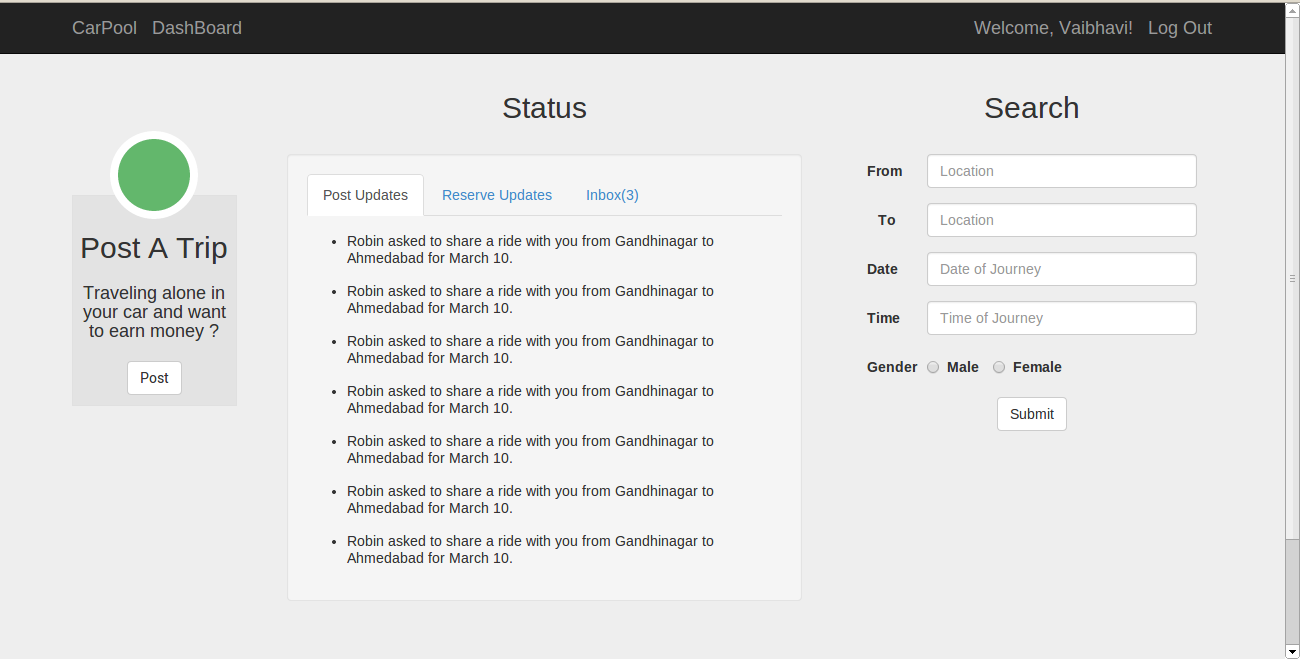 CarPool DashBoard Welcome, Vaibhavi! Log Out
Post A Trip
Traveling alone in
your car and want
to earn money ?
Post
Status
Post Updates Reserve Updates Inbox(3)
• Robin asked to share a ride with you from Gandhinagar to
Ahmedabad for March 10.
• Robin asked to share a ride with you from Gandhinagar to
Ahmedabad for March 10.
• Robin asked to share a ride with you from Gandhinagar to
Ahmedabad for March 10.
• Robin asked to share a ride with you from Gandhinagar to
Ahmedabad for March 10.
• Robin asked to share a ride with you from Gandhinagar to
Ahmedabad for March 10.
• Robin asked to share a ride with you from Gandhinagar to
Ahmedabad for March 10.
• Robin asked to share a ride with you from Gandhinagar to
Ahmedabad for March 10.
Search
From Location
To Location
Date Date of Journey
Time Time of Journey
Gender Male Female
Submit